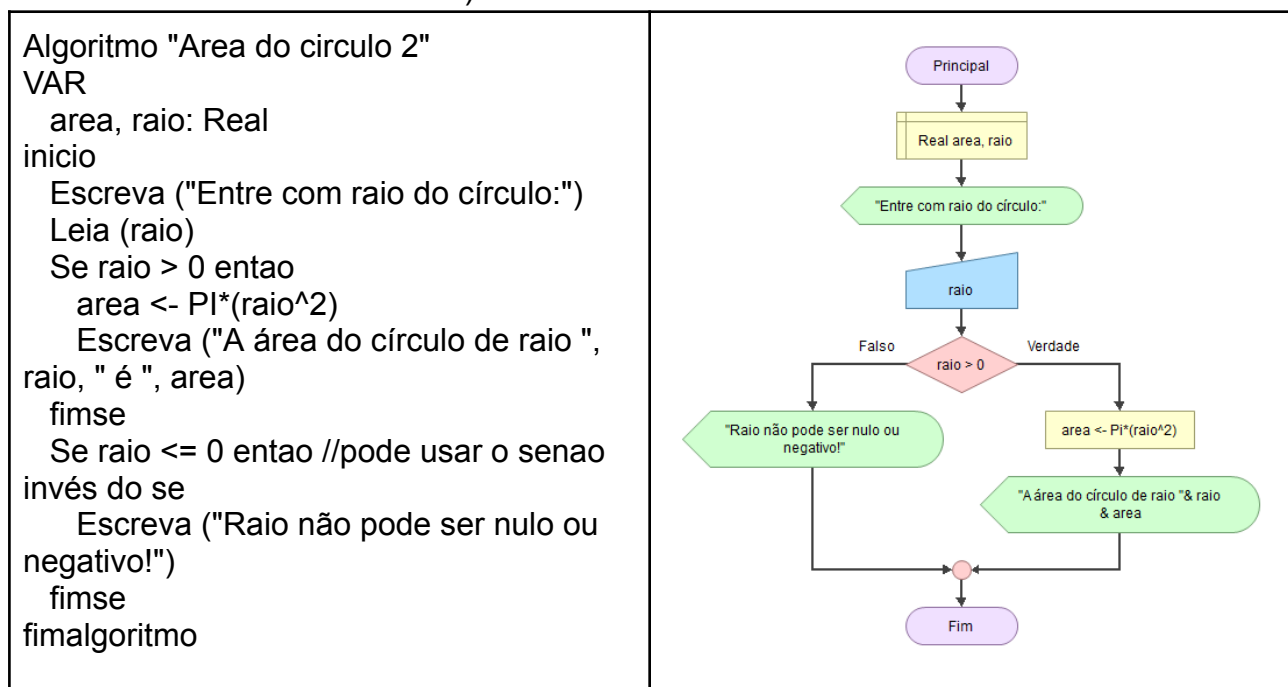 )
Algoritmo "Area do circulo 2"
VAR
area, raio: Real
inicio
Escreva ("Entre com raio do círculo:")
Leia (raio)
Se raio > 0 entao
area <- PI*(raio^2)
Escreva ("A área do círculo de raio ",
raio, " é ", area)
fimse
Se raio <= 0 entao //pode usar o senao
invés do se
Escreva ("Raio não pode ser nulo ou
negativo!")
fimse
fimalgoritmo
Principal
Real area, raio
"Entre com raio do círculo:"
raio
Falso
Verdade
raio > 0
"Raio não pode ser nulo ou
negativo!"
area <- Pi*(raio^2)
"A área do círculo de raio "& raio
& area
Fim